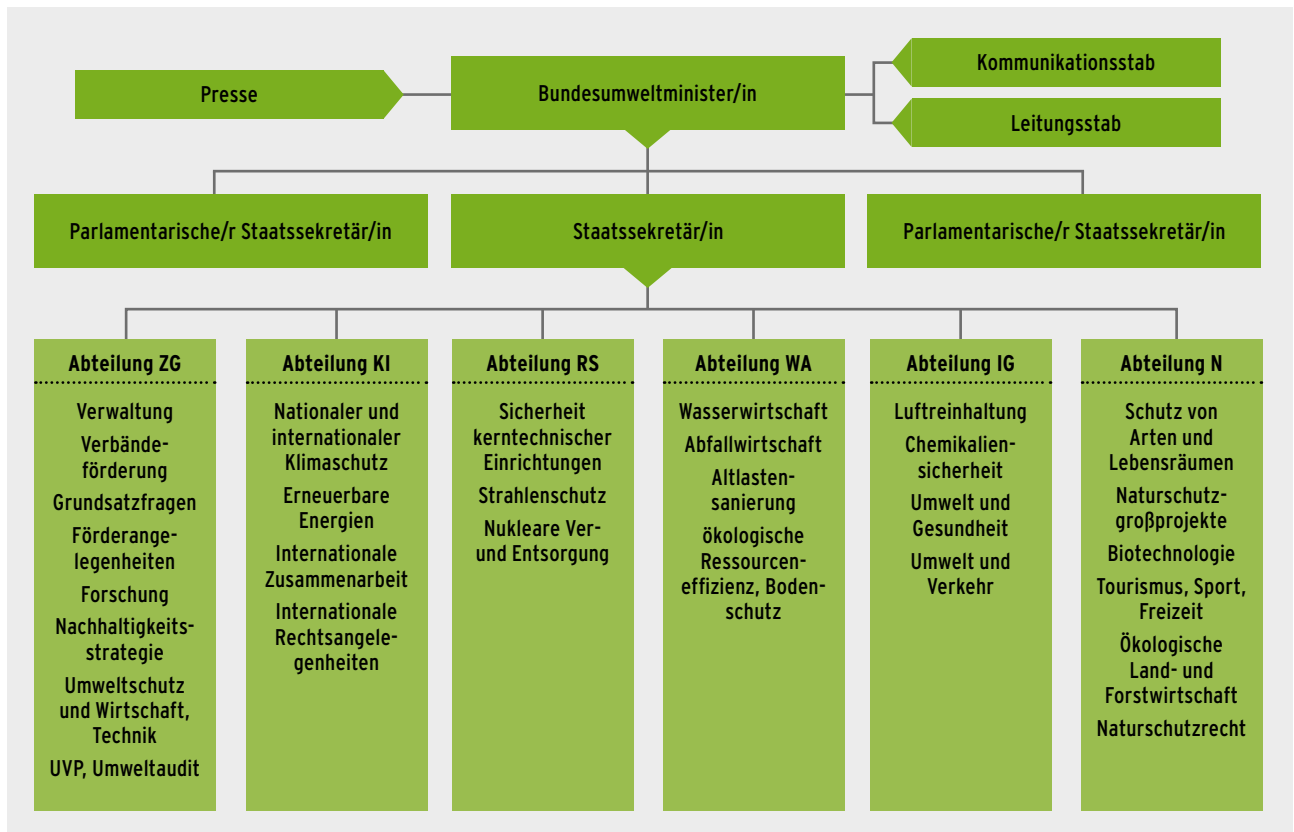 Presse
Bundesumweltminister/in
Kommunikationsstab
Leitungsstab
Parlamentarische/r Staatssekretär/in
Staatssekretär/in
Parlamentarische/r Staatssekretär/in
Abteilung ZG
Verwaltung
Verbände-
förderung
Grundsatzfragen
Förderange-
legenheiten
Forschung
Nachhaltigkeits-
strategie
Umweltschutz
und Wirtschaft,
Technik
UVP, Umweltaudit
Abteilung KI
Nationaler und
internationaler
Klimaschutz
Erneuerbare
Energien
Internationale
Zusammenarbeit
Internationale
Rechtsangele-
genheiten
Abteilung RS
Sicherheit
kerntechnischer
Einrichtungen
Strahlenschutz
Nukleare Ver-
und Entsorgung
Abteilung WA
Wasserwirtschaft
Abfallwirtschaft
Altlasten-
sanierung
ökologische
Ressourcen-
effizienz, Boden-
schutz
Abteilung IG
Luftreinhaltung
Chemikalien-
sicherheit
Umwelt und
Gesundheit
Umwelt und
Verkehr
Abteilung N
Schutz von
Arten und
Lebensräumen
Naturschutz-
großprojekte
Biotechnologie
Tourismus, Sport,
Freizeit
Ökologische
Land- und
Forstwirtschaft
Naturschutzrecht